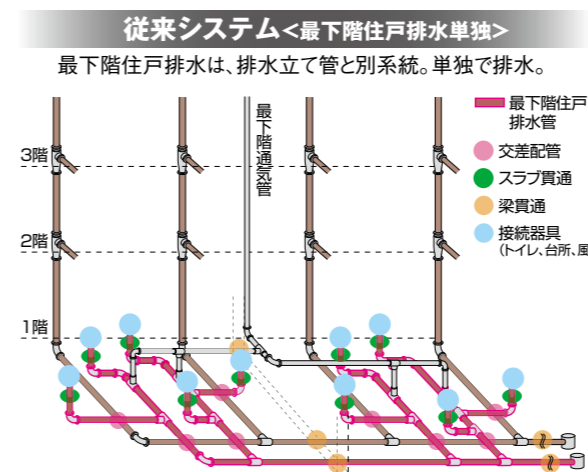 従来システム<最下階住戸排水単独>
最下階住戸排水は、排水立て管と別系統。単独で排水。
最下階通気管
3階
2階
1階
最下階住戸
排水管
交差配管
スラブ貫通
梁貫通
接続器具
(トイレ、台所、風